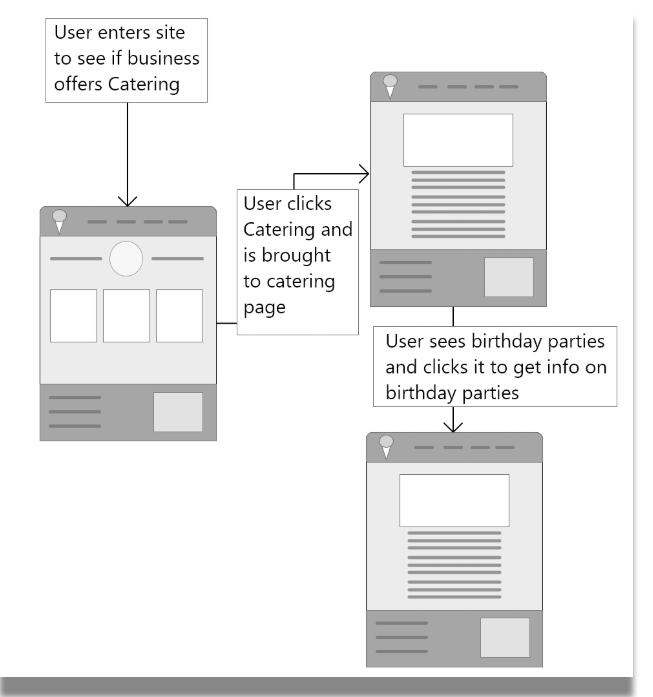 User enters site
to see if business
offers Catering
User clicks
Catering and
is brought
to catering
page
User sees birthday parties
and clicks it to get info on
birthday parties